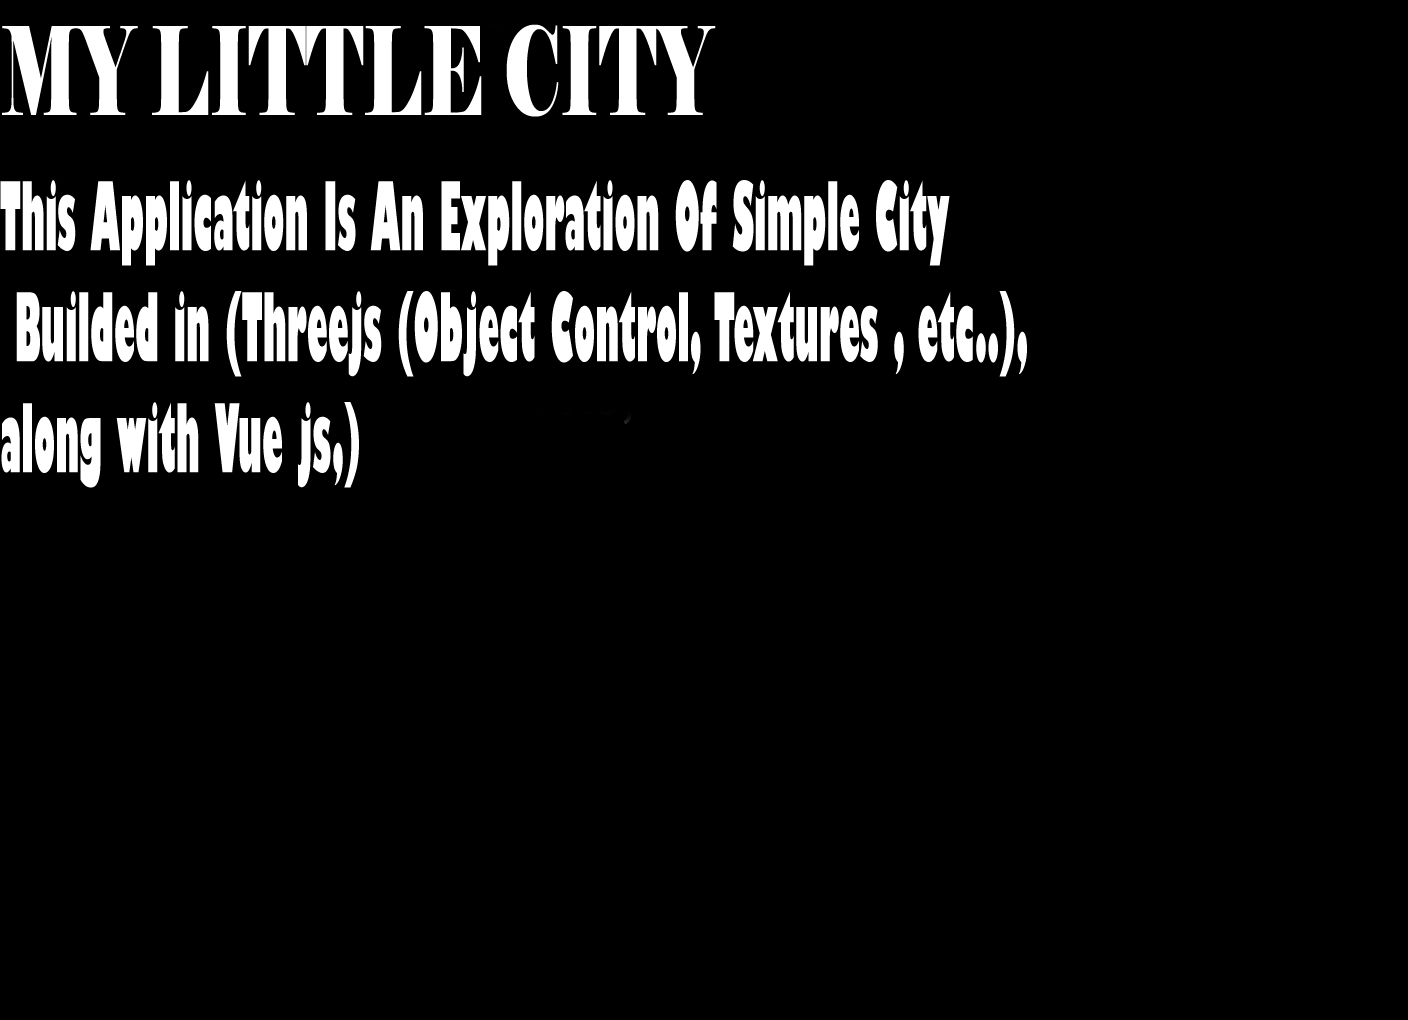 MY LITTLE CITY
This Application Is An Exploration Of Simple City
Builded in (Threejs (Object Control, Textures , etc..),
along with Vue js,)